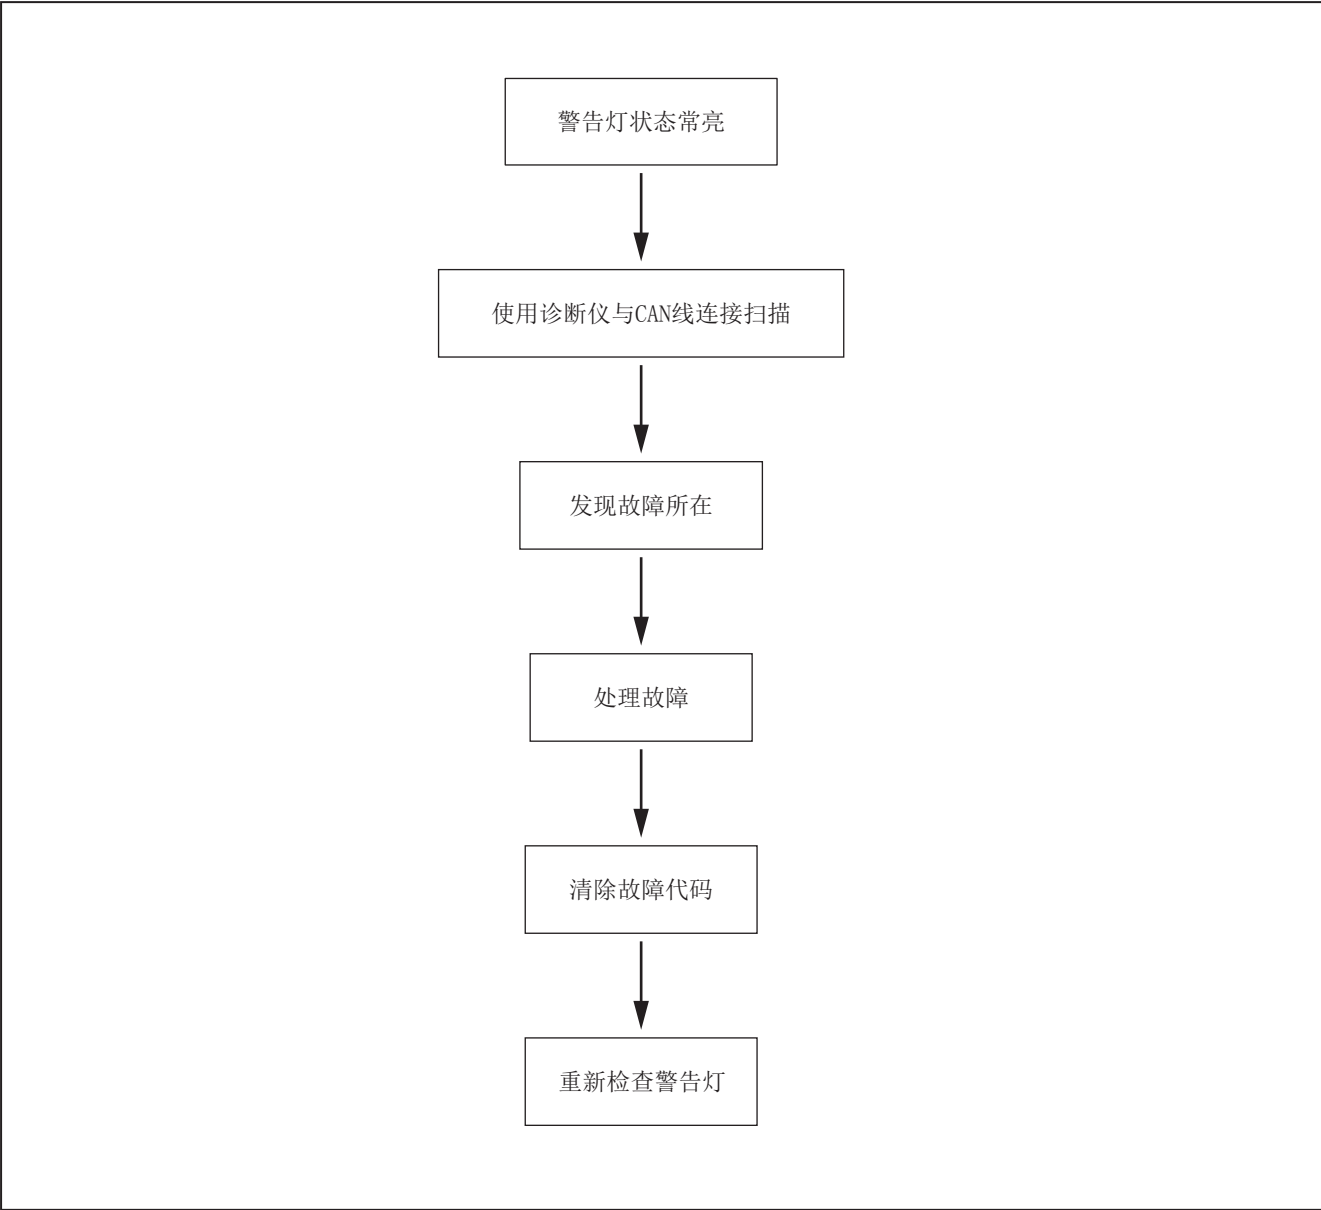 警告灯状态常亮
使用诊断仪与CAN线连接扫描
发现故障所在
处理故障
清除故障代码
重新检查警告灯